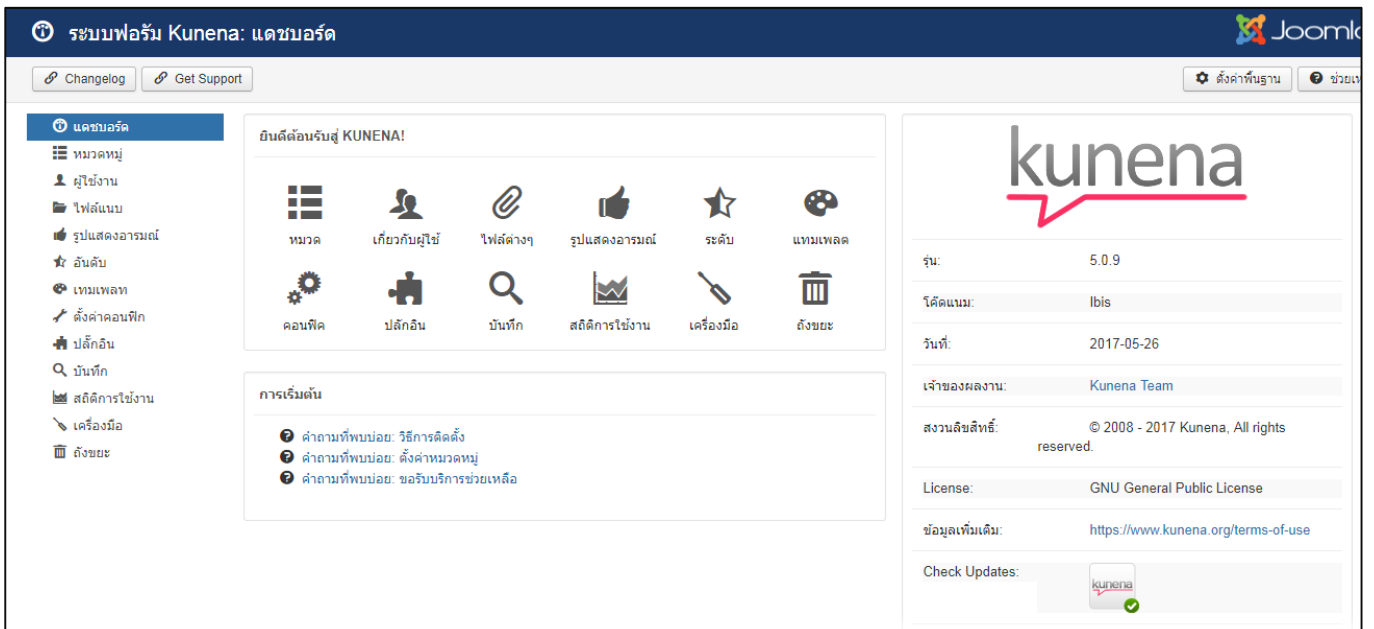 ระบบฟอรัม Kunena: แดชบอร์ด
Changelog
Get Support
ตั้งค่าพื้นฐาน
แดชบอร์ด
หมวดหมู่
ผู้ใช้งาน
ไฟล์แนบ
รูปแสดงอารมณ์
อันดับ
เทมเพลท
ตั้งค่าคอนฟิก
ปลั๊กอิน
บันทึก
สถิติการใช้งาน
เครื่องมือ
ถังขยะ
ยินดีต้อนรับสู่ KUNENA!
หมวด เกี่ยวกับผู้ใช้ ไฟล์ต่างๆ รูปแสดงอารมณ์ ระดับ แทมเพลด
คอนฟิค ปลักอิน บันทึก สถิติการใช้งาน เครื่องมือ ถังขยะ
การเริ่มต้น
คำถามที่พบบ่อย: วิธีการติดตั้ง
คำถามที่พบบ่อย: ตั้งค่าหมวดหมู่
คำถามที่พบบ่อย: ขอรับบริการช่วยเหลือ
kunena
รุ่น: 5.0.9
โค๊ดแนม: Ibis
วันที่: 2017-05-26
เจ้าของผลงาน: Kunena Team
สงวนลิขสิทธิ์: © 2008 - 2017 Kunena, All rights
reserved.
License: GNU General Public License
ข้อมูลเพิ่มเติม: https://www.kunena.org/terms-of-use
Check Updates:
kunena